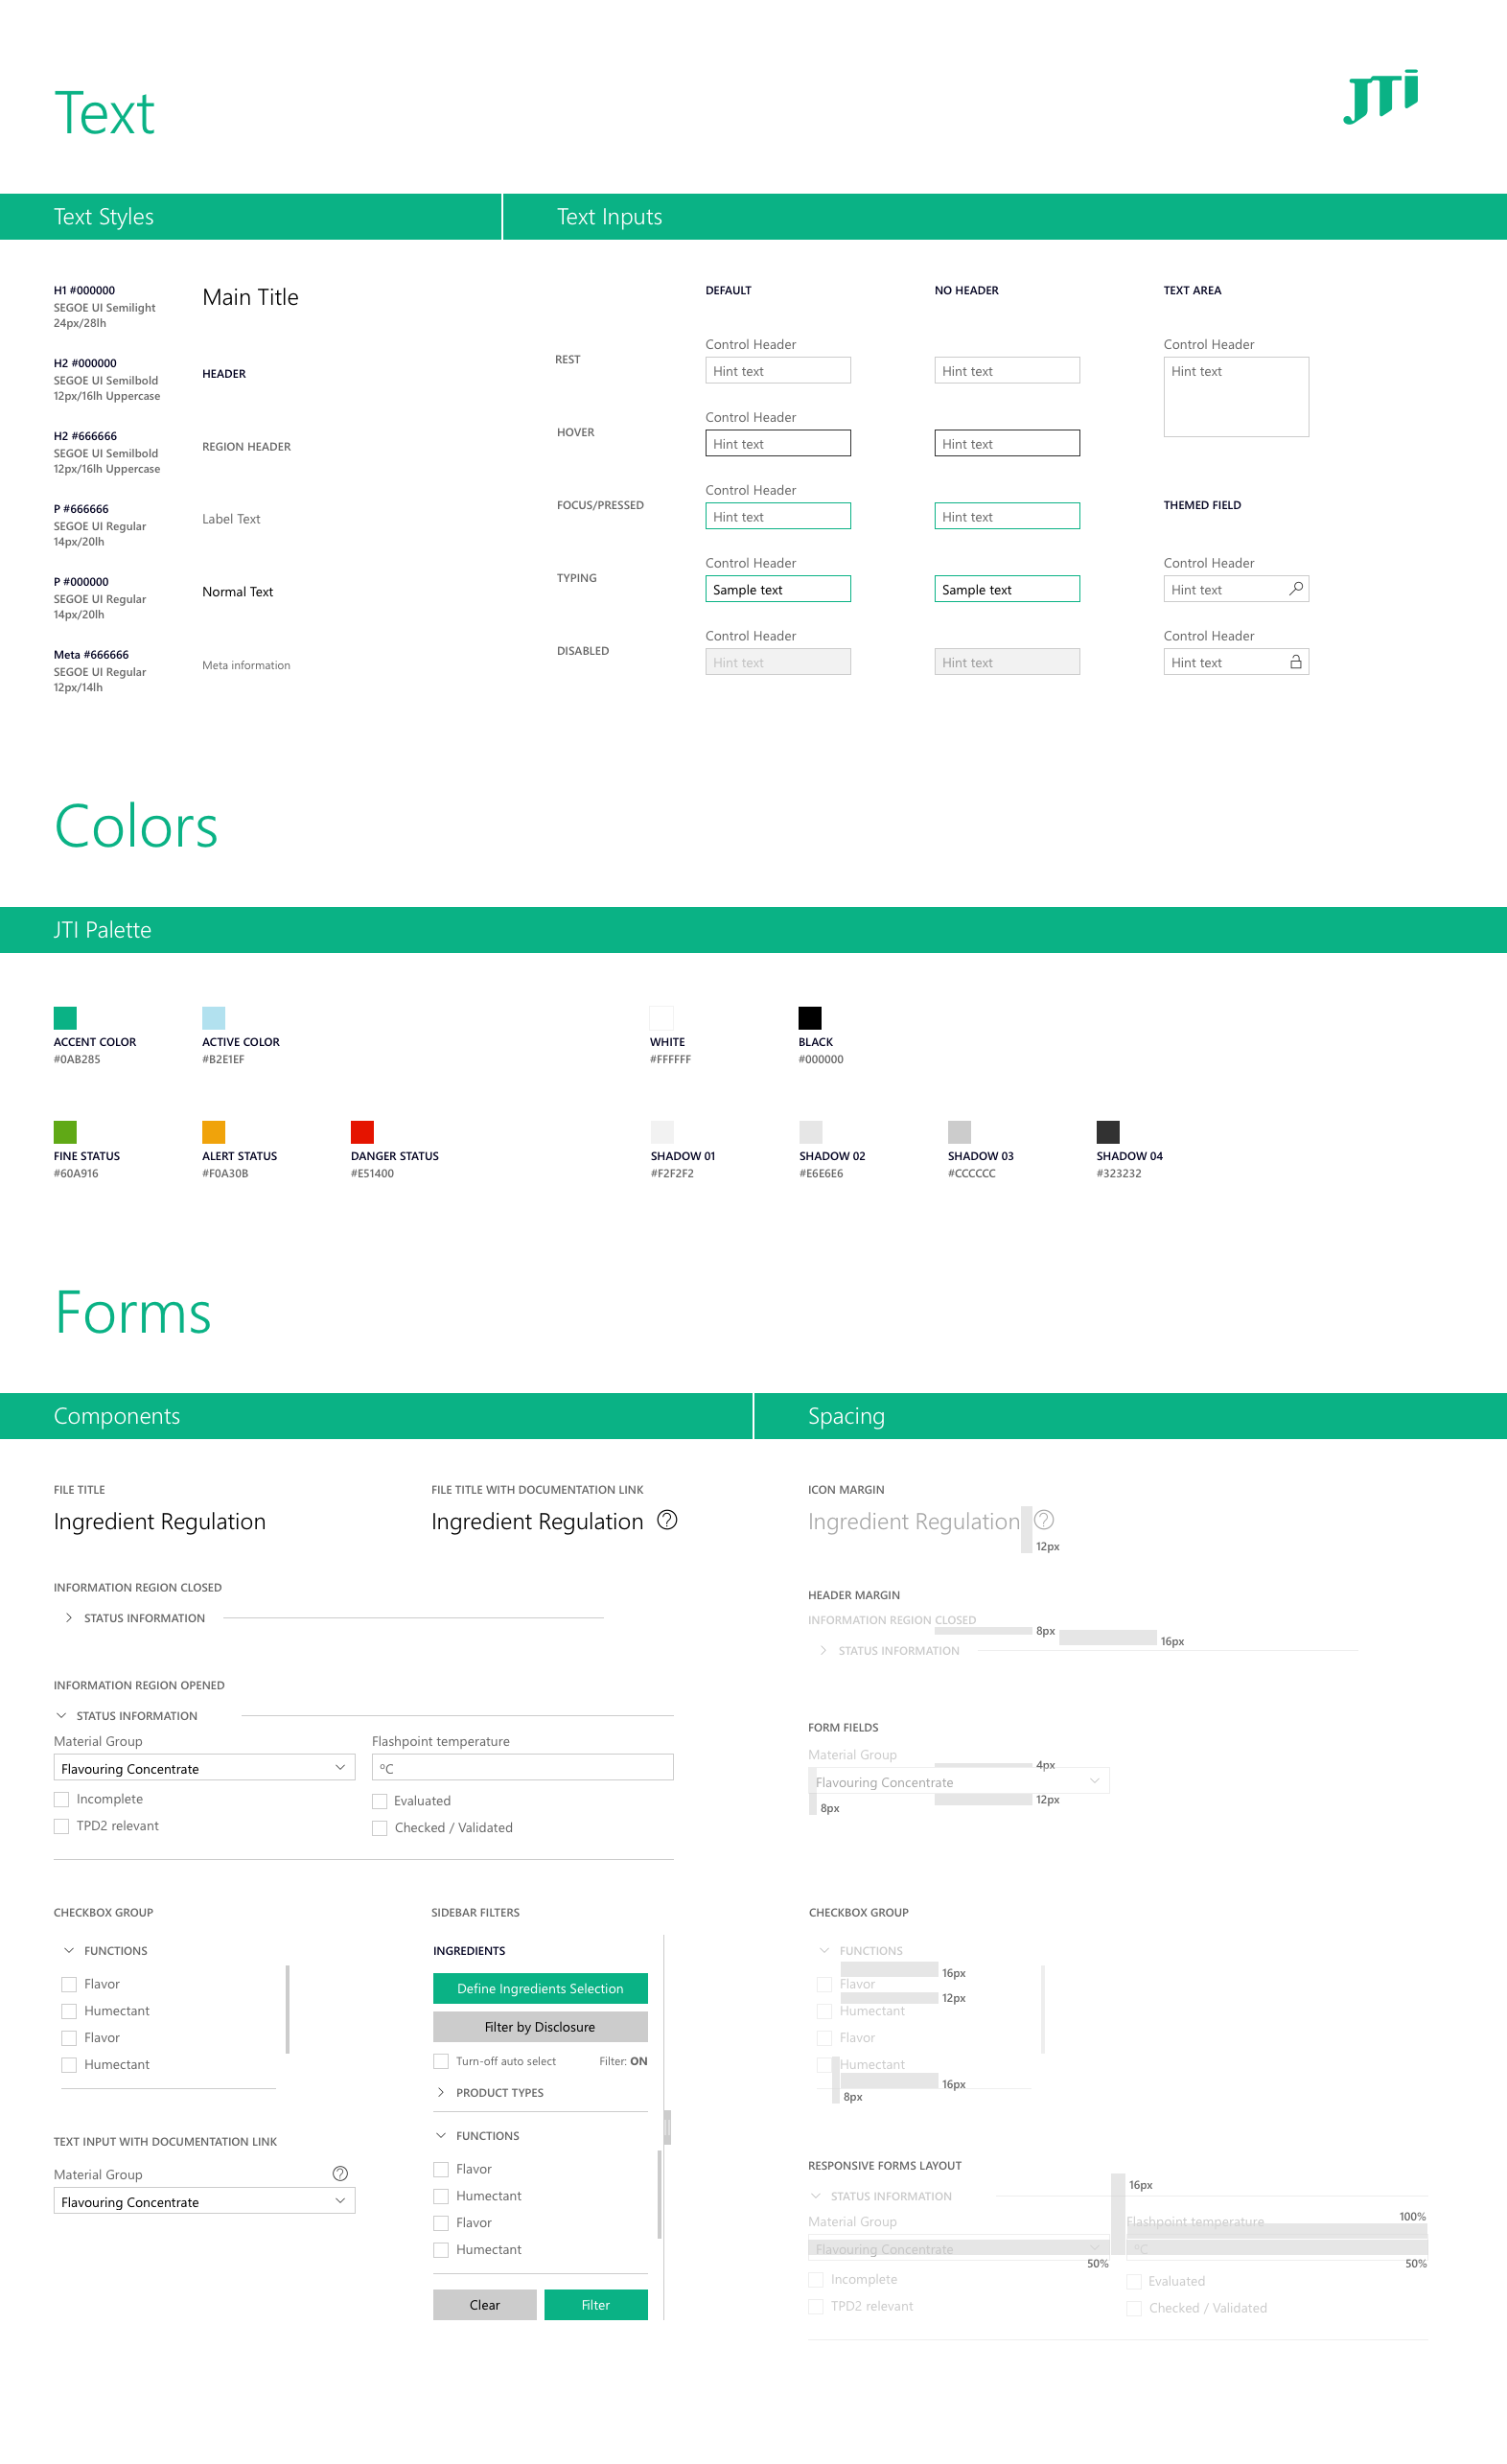 Text
JTi
Text Styles
Text Inputs
H1 #000000
SEGOE UI Semilight
24px/28lh
Main Title
H2 #000000
SEGOE UI Semilbold
12px/16lh Uppercase
HEADER
H2 #666666
SEGOE UI Semilbold
12px/16lh Uppercase
REGION HEADER
P #666666
SEGOE UI Regular
14px/20lh
Label Text
P #000000
SEGOE UI Regular
14px/20lh
Normal Text
Meta #666666
SEGOE UI Regular
12px/14lh
Meta information
DEFAULT
NO HEADER
TEXT AREA
REST
Control Header
Hint text
Hint text
Control Header
Hint text
HOVER
Control Header
Hint text
Hint text
FOCUS/PRESSED
Control Header
Hint text
Hint text
THEMED FIELD
TYPING
Control Header
Sample text
Sample text
Control Header
Hint text
DISABLED
Control Header
Hint text
Hint text
Control Header
Hint text
Colors
JTI Palette
ACCENT COLOR
#0AB285
ACTIVE COLOR
#B2E1EF
WHITE
#FFFFFF
BLACK
#000000
FINE STATUS
#60A916
ALERT STATUS
#F0A30B
DANGER STATUS
#E51400
SHADOW 01
#F2F2F2
SHADOW 02
#E6E6E6
SHADOW 03
#CCCCCC
SHADOW 04
#323232
Forms
Components
Spacing
FILE TITLE
Ingredient Regulation
FILE TITLE WITH DOCUMENTATION LINK
Ingredient Regulation ?
INFORMATION REGION CLOSED
STATUS INFORMATION
INFORMATION REGION OPENED
STATUS INFORMATION
Material Group
Flavouring Concentrate
Incomplete
TPD2 relevant
Flashpoint temperature
ºC
Evaluated
Checked / Validated
CHECKBOX GROUP
FUNCTIONS
Flavor
Humectant
Flavor
Humectant
TEXT INPUT WITH DOCUMENTATION LINK
Material Group ?
Flavouring Concentrate
SIDEBAR FILTERS
INGREDIENTS
Define Ingredients Selection
Filter by Disclosure
Turn-off auto select Filter: ON
PRODUCT TYPES
FUNCTIONS
Flavor
Humectant
Flavor
Humectant
Clear
Filter
ICON MARGIN
Ingredient Regulation ?
12px
HEADER MARGIN
INFORMATION REGION CLOSED
8px
16px
STATUS INFORMATION
FORM FIELDS
Material Group
4px
Flavouring Concentrate
12px
8px
CHECKBOX GROUP
FUNCTIONS
16px
Flavor
12px
Humectant
Flavor
Humectant
16px
8px
RESPONSIVE FORMS LAYOUT
16px
STATUS INFORMATION
Material Group
Flashpoint temperature
100%
Flavouring Concentrate
ºC
50%
50%
Incomplete
Evaluated
TPD2 relevant
Checked / Validated